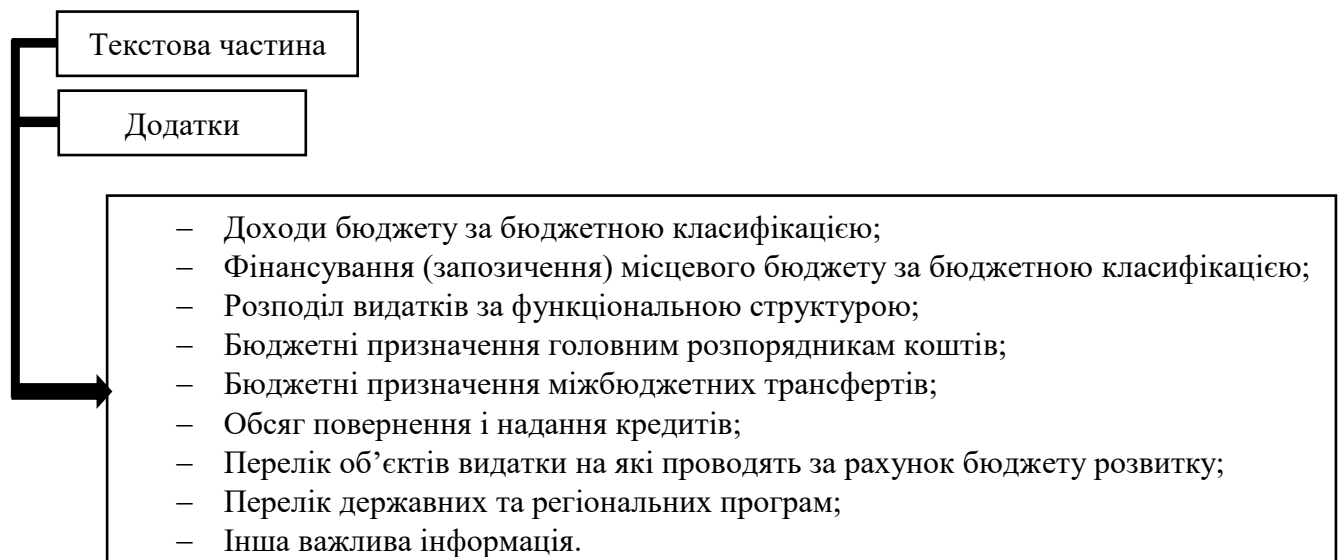 Текстова частина
Додатки
– Доходи бюджету за бюджетною класифікацією;
– Фінансування (запозичення) місцевого бюджету за бюджетною класифікацією;
– Розподіл видатків за функціональною структурою;
– Бюджетні призначення головним розпорядникам коштів;
– Бюджетні призначення міжбюджетних трансфертів;
– Обсяг повернення і надання кредитів;
– Перелік об’єктів видатки на які проводять за рахунок бюджету розвитку;
– Перелік державних та регіональних програм;
– Інша важлива інформація.